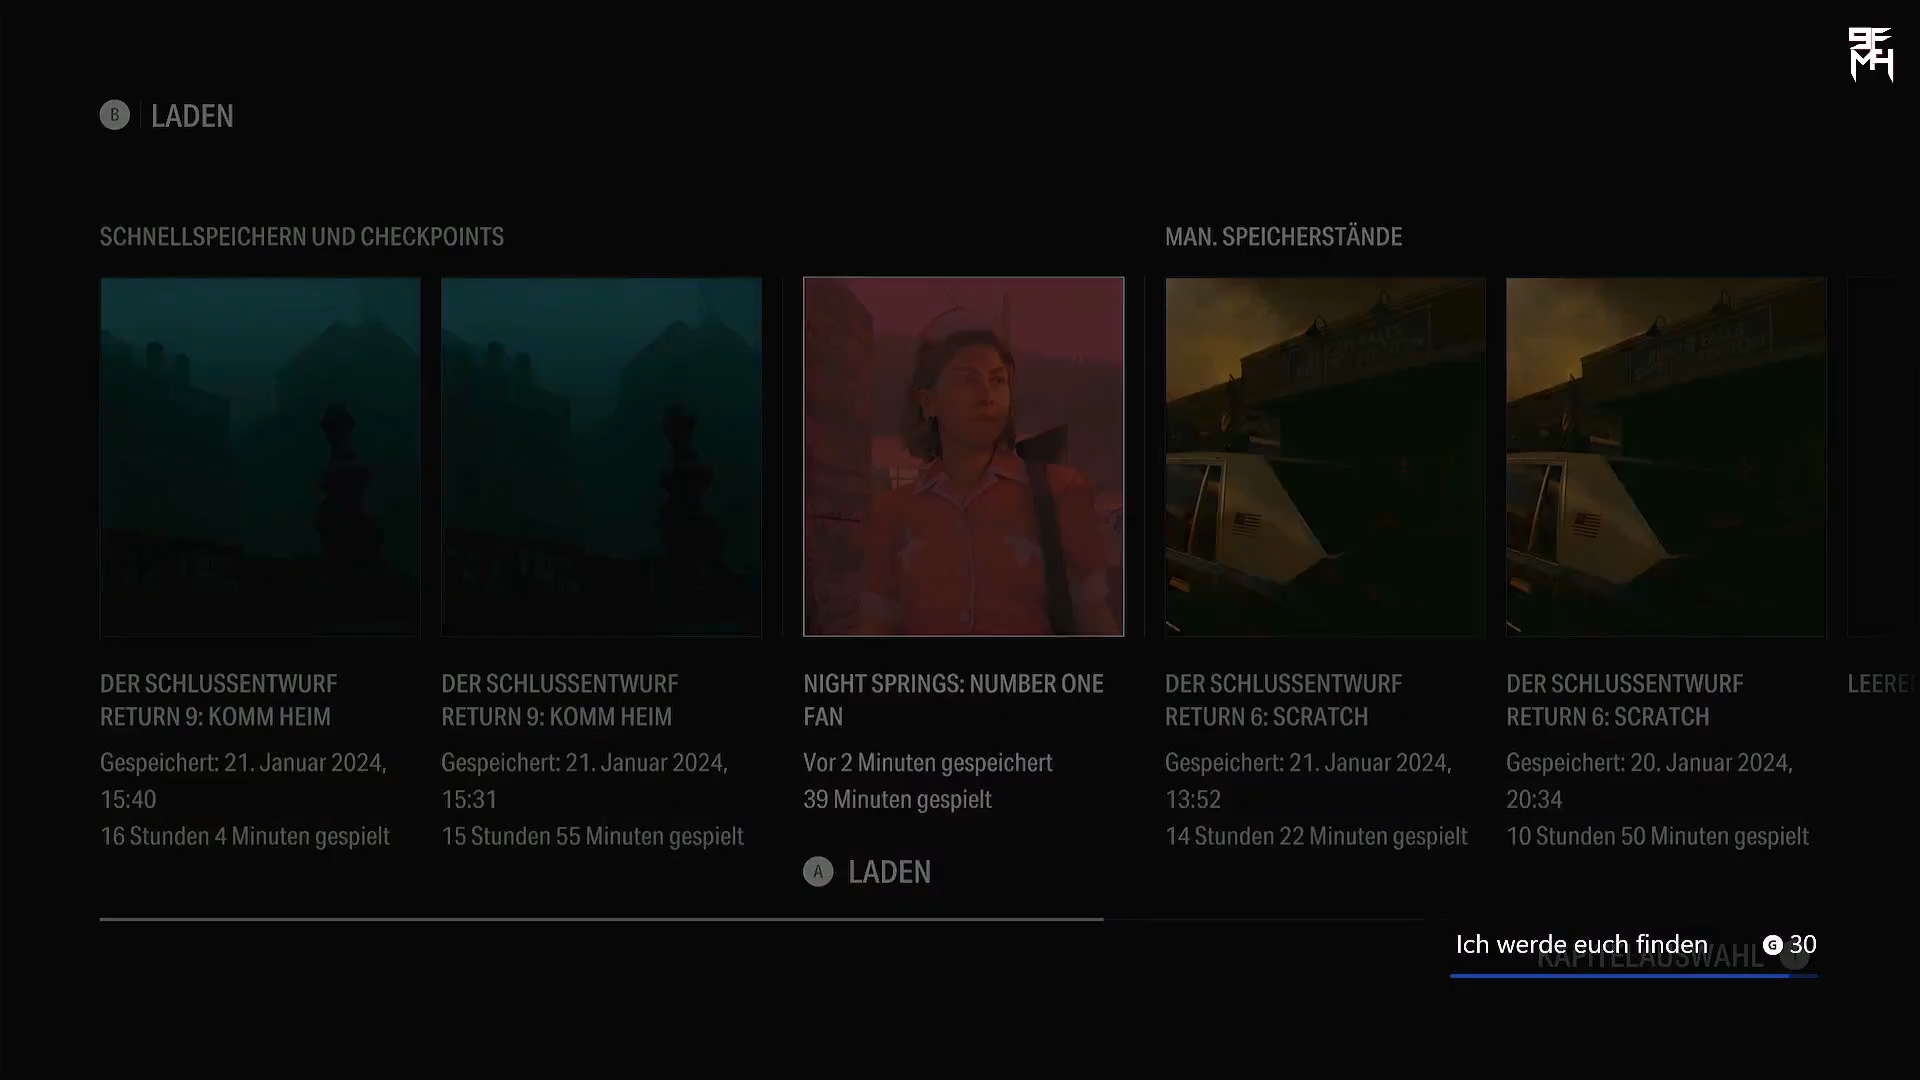 B LADEN
SCHNELLSPEICHERN UND CHECKPOINTS
MAN. SPEICHERSTÄNDE
DER SCHLUSSENTWURF
RETURN 9: KOMM HEIM
Gespeichert: 21. Januar 2024,
15:40
16 Stunden 4 Minuten gespielt
DER SCHLUSSENTWURF
RETURN 9: KOMM HEIM
Gespeichert: 21. Januar 2024,
15:31
15 Stunden 55 Minuten gespielt
NIGHT SPRINGS: NUMBER ONE
FAN
Vor 2 Minuten gespeichert
39 Minuten gespielt
A LADEN
DER SCHLUSSENTWURF
RETURN 6: SCRATCH
Gespeichert: 21. Januar 2024,
13:52
14 Stunden 22 Minuten gespielt
DER SCHLUSSENTWURF
RETURN 6: SCRATCH
Gespeichert: 20. Januar 2024,
20:34
10 Stunden 50 Minuten gespielt
LEERE
Ich werde euch finden G 30
KAPITELAUSWAHL